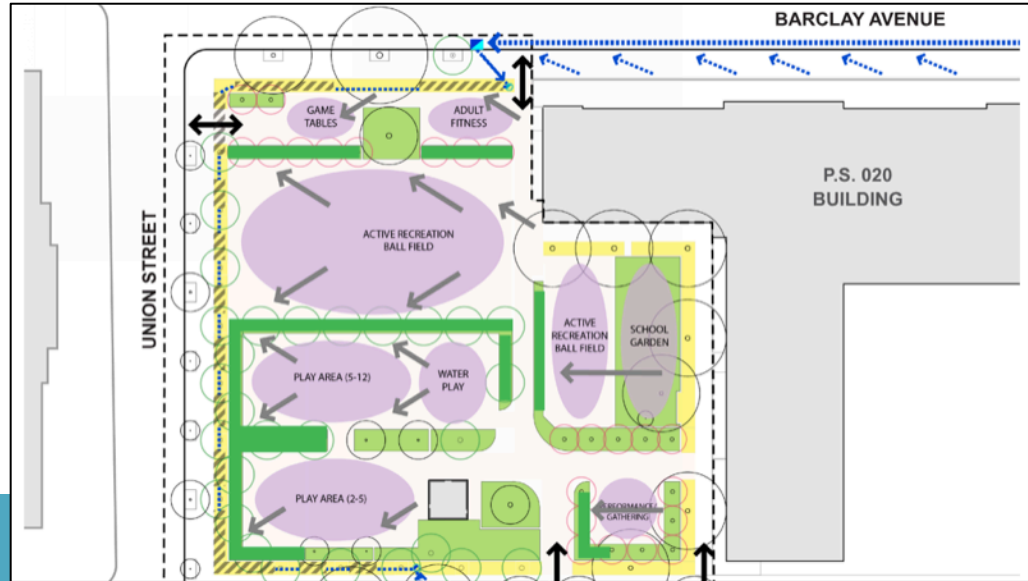 BARCLAY AVENUE
GAME
TABLES
ADULT
FITNESS
P.S. 020
BUILDING
UNION STREET
ACTIVE RECREATION
BALL FIELD
ACTIVE
RECREATION
BALL FIELD
SCHOOL
GARDEN
PLAY AREA (5-12)
WATER
PLAY
PLAY AREA (2-5)
PERFORMANCE/
GATHERING